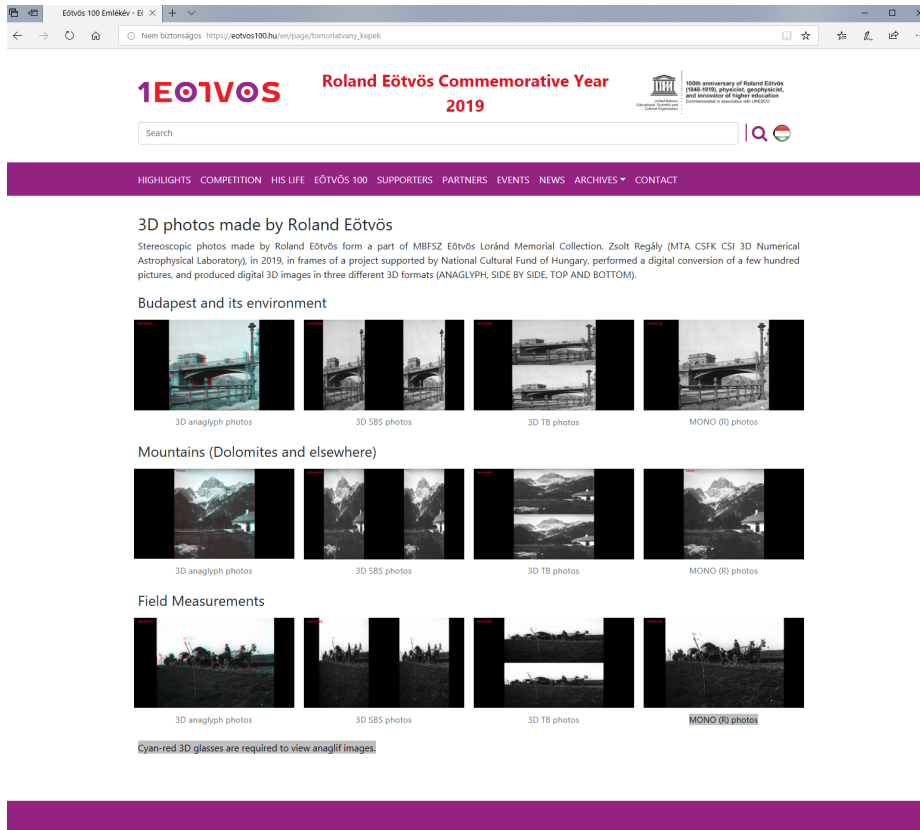 Eötvös 100 Emlékév - Eö
Nem biztonságos https://eotvos100.hu/en/page/tomorlatvany_kepek
1EOTVOS
Roland Eötvös Commemorative Year
2019
United Nations
Educational, Scientific and
Cultural Organization
100th anniversary of Roland Eötvös
(1848-1919), physicist, geophysicist,
and innovator of higher education
Commemorated in association with UNESCO
Search
HIGHLIGHTS COMPETITION HIS LIFE EÖTVÖS 100 SUPPORTERS PARTNERS EVENTS NEWS ARCHIVES CONTACT
3D photos made by Roland Eötvös
Stereoscopic photos made by Roland Eötvös form a part of MBFSZ Eötvös Loránd Memorial Collection. Zsolt Regály (MTA CSFK CSI 3D Numerical
Astrophysical Laboratory), in 2019, in frames of a project supported by National Cultural Fund of Hungary, performed a digital conversion of a few hundred
pictures, and produced digital 3D images in three different 3D formats (ANAGLYPH, SIDE BY SIDE, TOP AND BOTTOM).
Budapest and its environment
3D anaglyph photos 3D SBS photos 3D TB photos MONO (R) photos
Mountains (Dolomites and elsewhere)
3D anaglyph photos 3D SBS photos 3D TB photos MONO (R) photos
Field Measurements
3D anaglyph photos 3D SBS photos 3D TB photos MONO (R) photos
Cyan-red 3D glasses are required to view anaglif images.